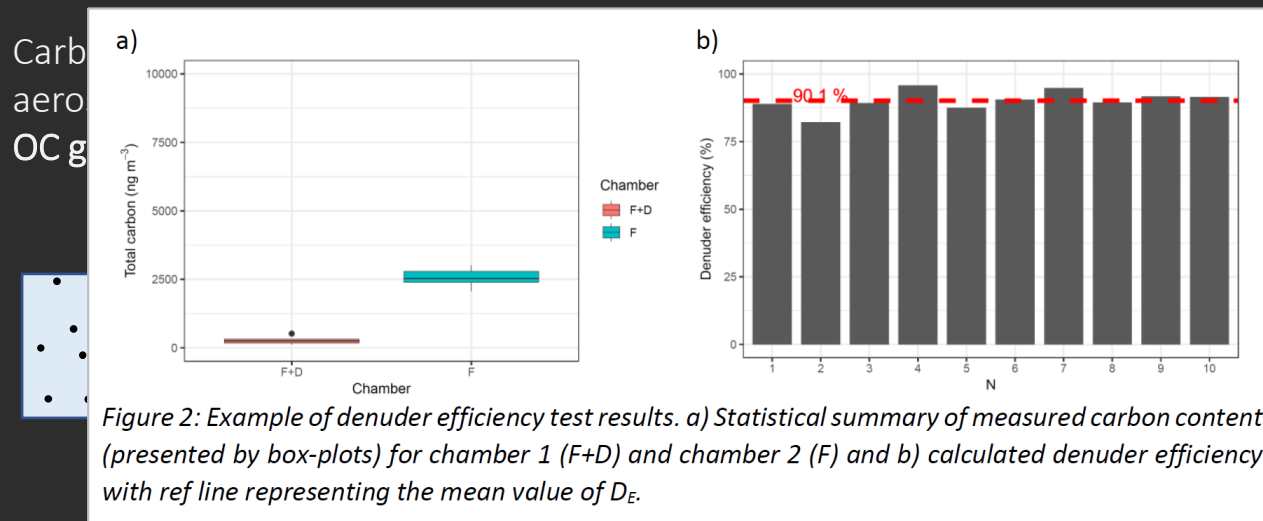 Carb
aero
OC g
a)
10000
7500
5000
2500
0
Total carbon (ng m⁻³)
F+D
F
Chamber
Chamber
F+D
F
b)
100
75
50
25
0
Denuder efficiency (%)
90.1 %
1 2 3 4 5 6 7 8 9 10
N
Figure 2: Example of denuder efficiency test results. a) Statistical summary of measured carbon content
(presented by box-plots) for chamber 1 (F+D) and chamber 2 (F) and b) calculated denuder efficiency
with ref line representing the mean value of D_E.